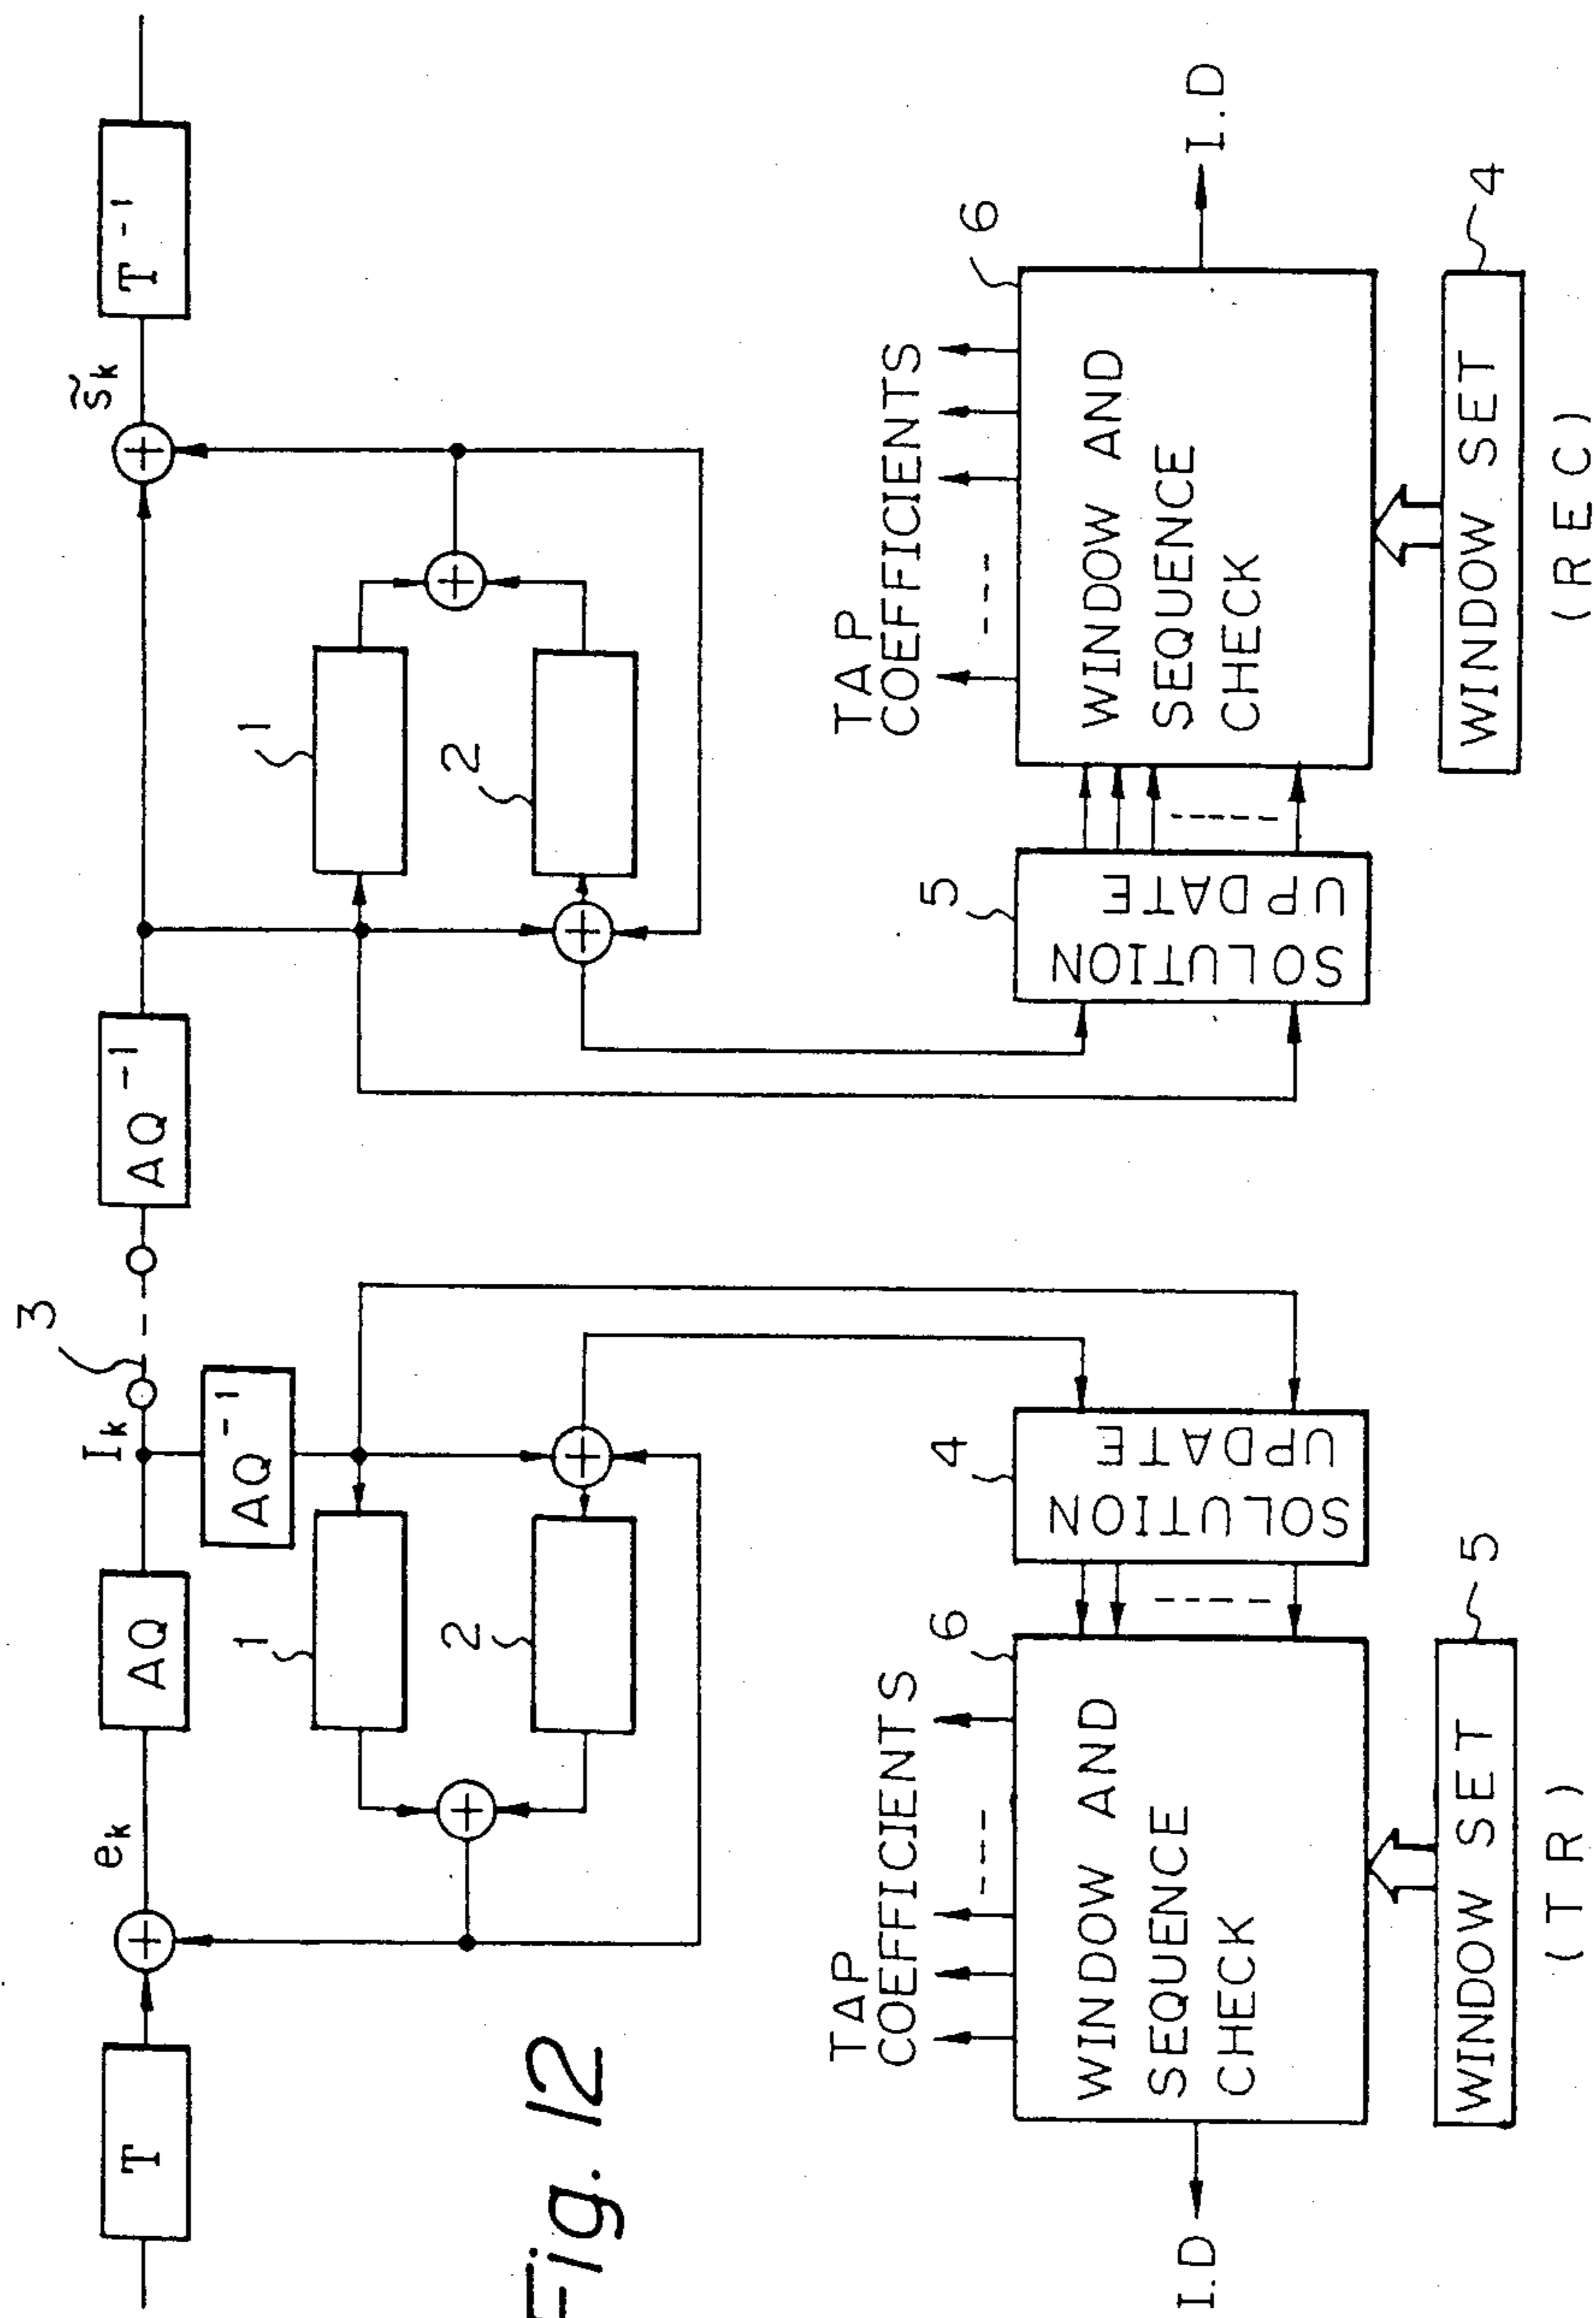 T
e_k
AQ
I_k
3
AQ⁻¹
AQ⁻¹
s̃_k
T⁻¹
1
2
1
2
Fig. 12
TAP
COEFFICIENTS
6
WINDOW AND
SEQUENCE
CHECK
I.D
4
SOLUTION
UPDATE
WINDOW SET
5
(TR)
5
SOLUTION
UPDATE
TAP
COEFFICIENTS
6
WINDOW AND
SEQUENCE
CHECK
I.D
WINDOW SET
4
(REC)